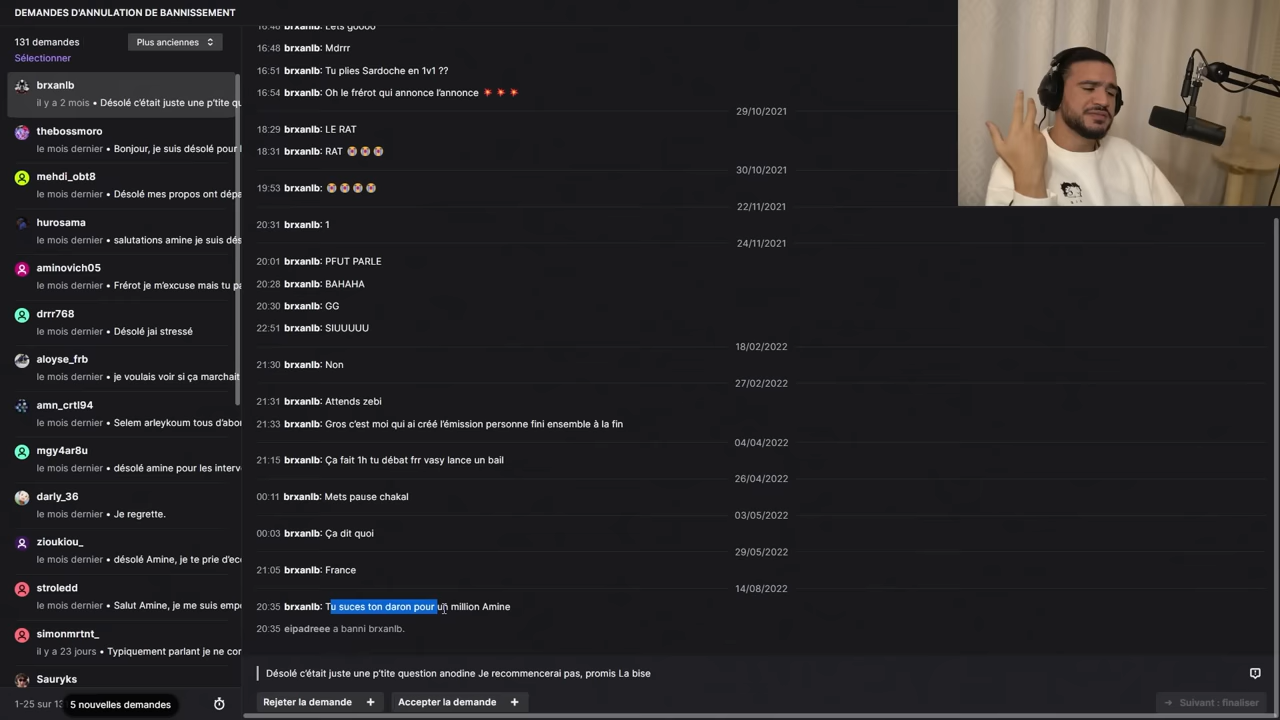 DEMANDES D'ANNULATION DE BANNISSEMENT
131 demandes
Plus anciennes
Sélectionner
brxanlb
il y a 2 mois • Désolé c'était juste une p'tite qu
thebossmoro
le mois dernier • Bonjour, je suis désolé pour
mehdi_obt8
le mois dernier • Désolé mes propos ont dépa
hurosama
le mois dernier • salutations amine je suis dés
aminovich05
le mois dernier • Frérot je m'excuse mais tu pa
drrr768
le mois dernier • Désolé jai stressé
aloyse_frb
le mois dernier • je voulais voir si ça marchait
amn_crtl94
le mois dernier • Selem arleykoum tous d'abor
mgy4ar8u
le mois dernier • désolé amine pour les interv
darly_36
le mois dernier • Je regrette.
zioukiou_
le mois dernier • désolé Amine, je te prie d'ec
stroledd
le mois dernier • Salut Amine, je me suis empo
simonmrtnt_
il y a 23 jours • Typiquement parlant je ne cor
Sauryks
1-25 sur 13
5 nouvelles demandes
16:48 brxanlb: Lets goooo
16:48 brxanlb: Mdrrr
16:51 brxanlb: Tu plies Sardoche en 1v1 ??
16:54 brxanlb: Oh le frérot qui annonce l'annonce 💥 💥 💥
29/10/2021
18:29 brxanlb: LE RAT
18:31 brxanlb: RAT
30/10/2021
19:53 brxanlb:
22/11/2021
20:31 brxanlb: 1
24/11/2021
20:01 brxanlb: PFUT PARLE
20:28 brxanlb: BAHAHA
20:30 brxanlb: GG
22:51 brxanlb: SIUUUUU
18/02/2022
21:30 brxanlb: Non
27/02/2022
21:31 brxanlb: Attends zebi
21:33 brxanlb: Gros c'est moi qui ai créé l'émission personne fini ensemble à la fin
04/04/2022
21:15 brxanlb: Ça fait 1h tu débat frr vasy lance un bail
26/04/2022
00:11 brxanlb: Mets pause chakal
03/05/2022
00:03 brxanlb: Ça dit quoi
29/05/2022
21:05 brxanlb: France
14/08/2022
20:35 brxanlb: Tu suces ton daron pour un million Amine
20:35 eipadreee a banni brxanlb.
Désolé c'était juste une p'tite question anodine Je recommencerai pas, promis La bise
Rejeter la demande +
Accepter la demande +
→ Suivant : finaliser